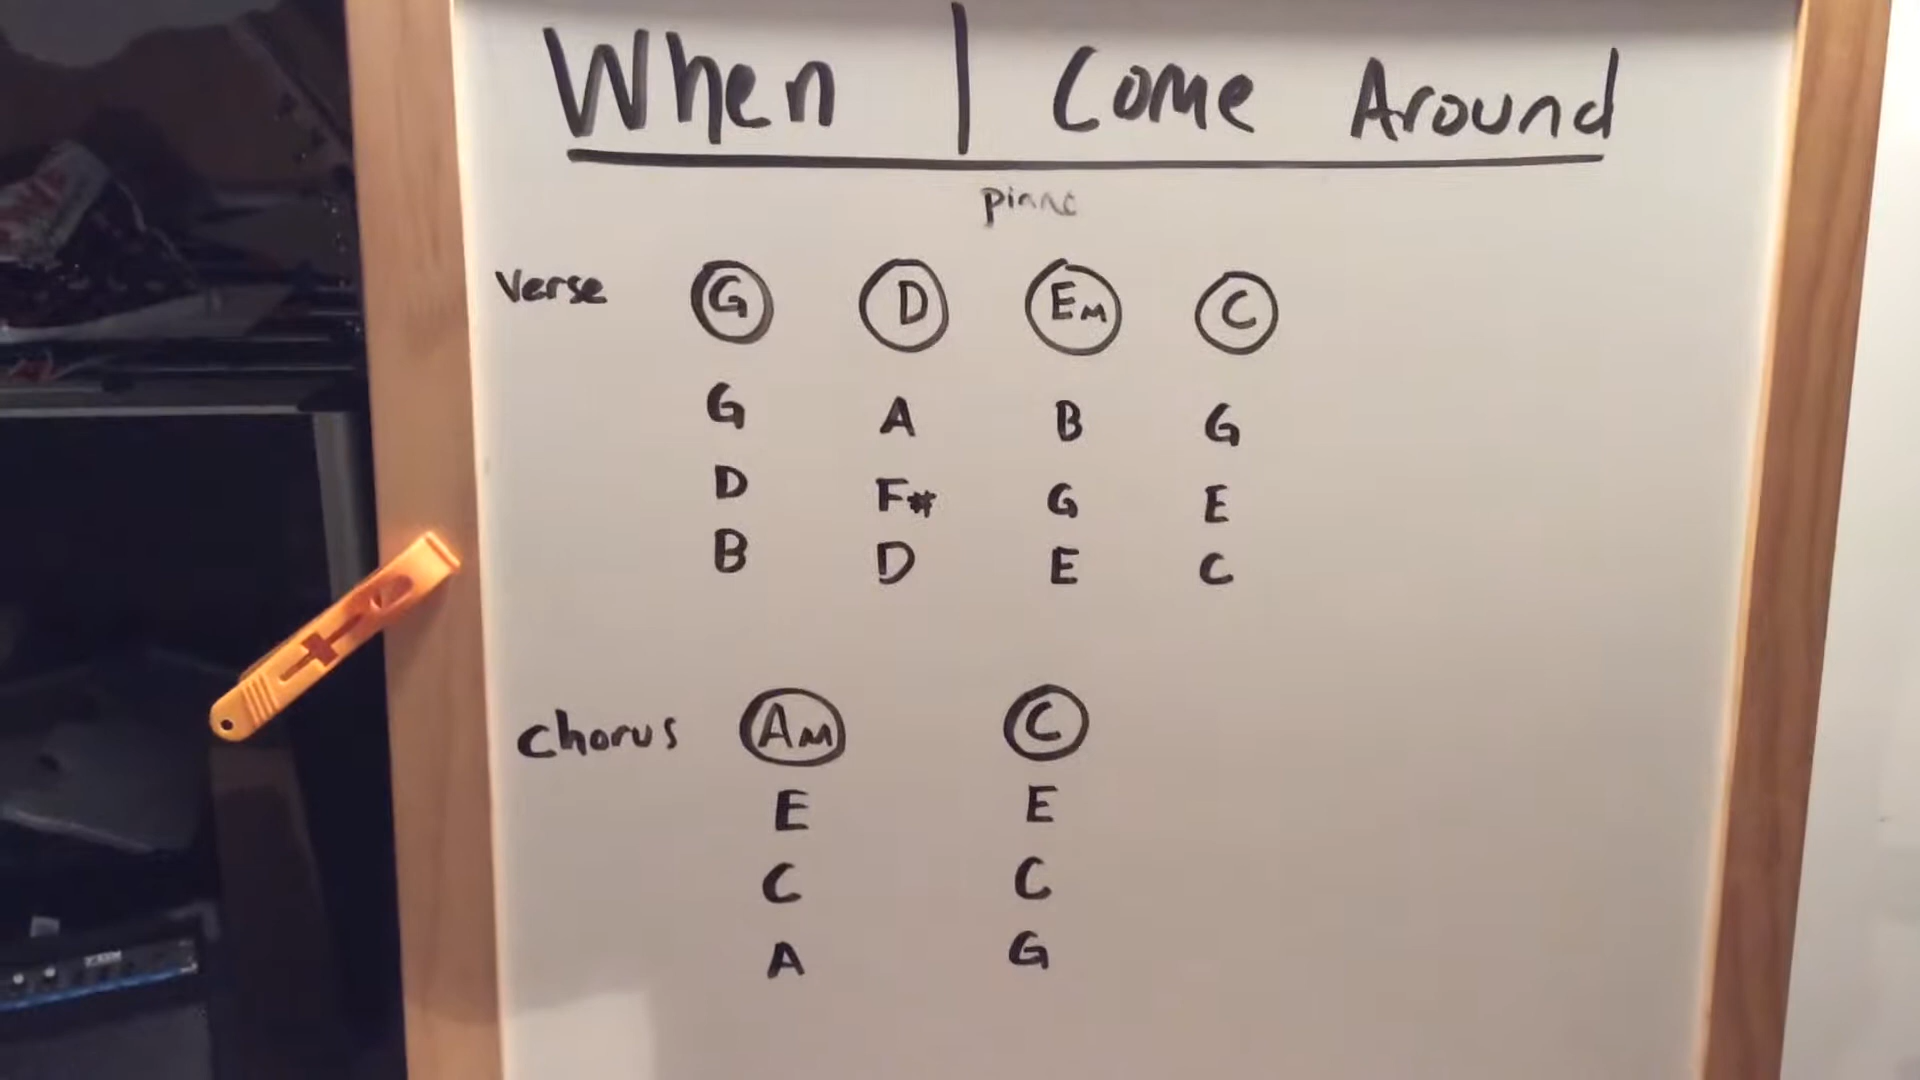 When I Come Around
piano
Verse G D Em C
G A B G
D F# G E
B D E C
Chorus Am C
E E
C C
A G